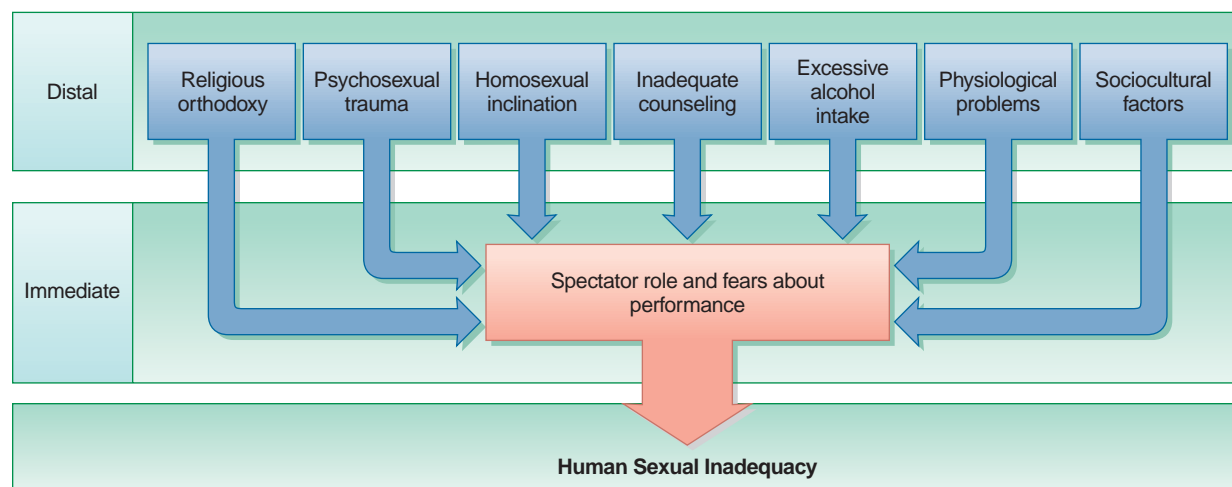 Distal
Religious
orthodoxy
Psychosexual
trauma
Homosexual
inclination
Inadequate
counseling
Excessive
alcohol
intake
Physiological
problems
Sociocultural
factors
Immediate
Spectator role and fears about
performance
Human Sexual Inadequacy